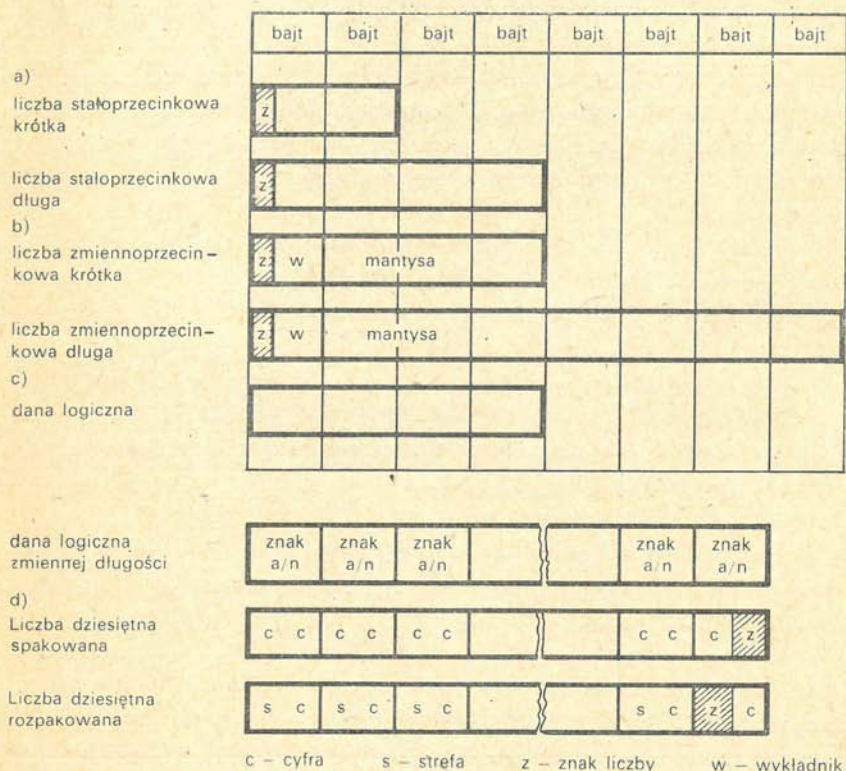 bajt bajt bajt bajt bajt bajt bajt bajt
a)
liczba stałoprzecinkowa
krótka
z
liczba stałoprzecinkowa
długa
z
b)
liczba zmiennoprzecin–
kowa krótka
z w mantysa
liczba zmiennoprzecin–
kowa długa
z w mantysa
c)
dana logiczna
dana logiczna
zmiennej długości
znak znak znak znak znak
a/n a/n a/n a/n a/n
d)
Liczba dziesiętna
spakowana
c c c c c c c c c z
Liczba dziesiętna
rozpakowana
s c s c s c s c z c
c – cyfra s – strefa z – znak liczby w – wykładnik